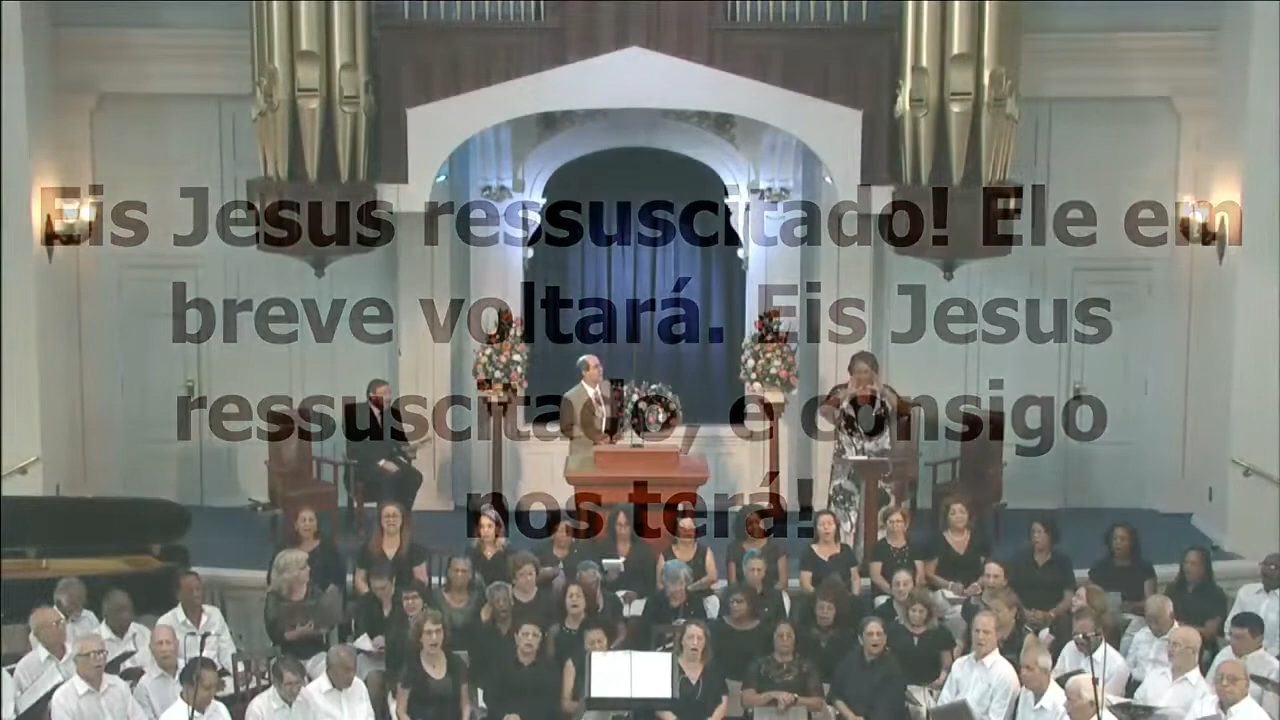 Eis Jesus ressuscitado! Ele em
breve voltará. Eis Jesus
ressuscitado, e consigo
nos terá!